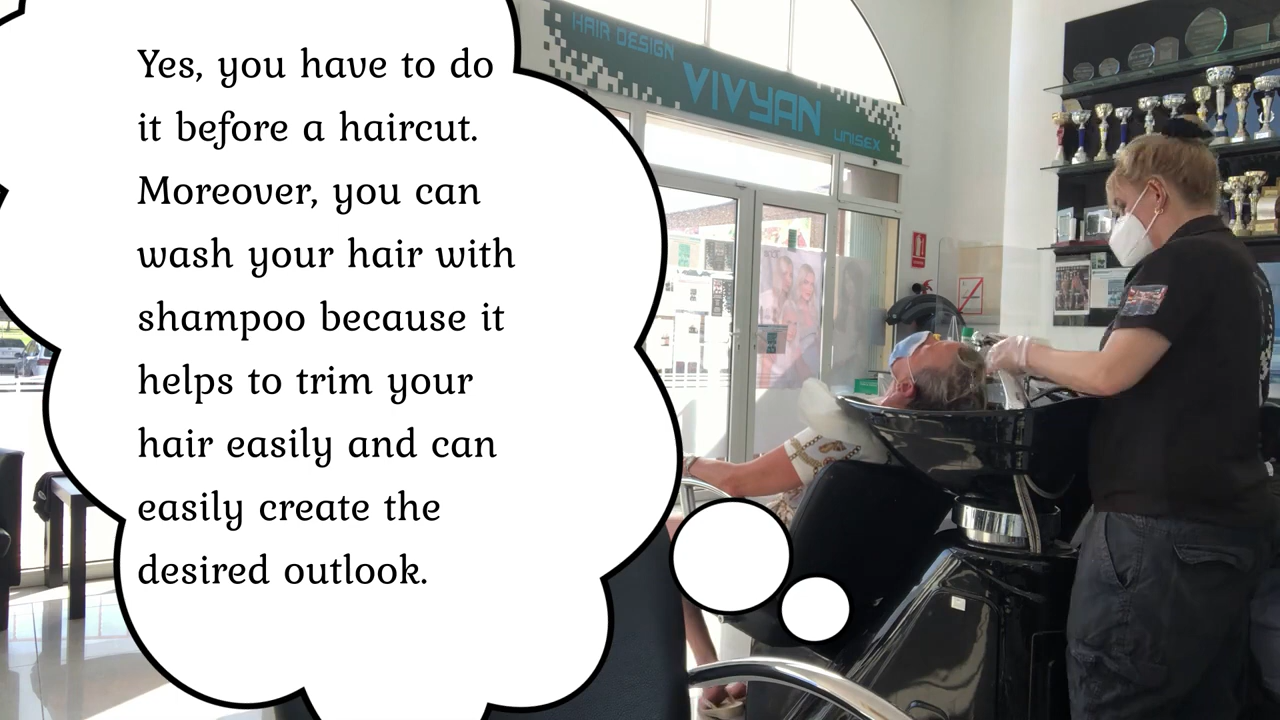 Yes, you have to do
it before a haircut.
Moreover, you can
wash your hair with
shampoo because it
helps to trim your
hair easily and can
easily create the
desired outlook.
HAIR DESIGN
VIVYAN
UNISEX